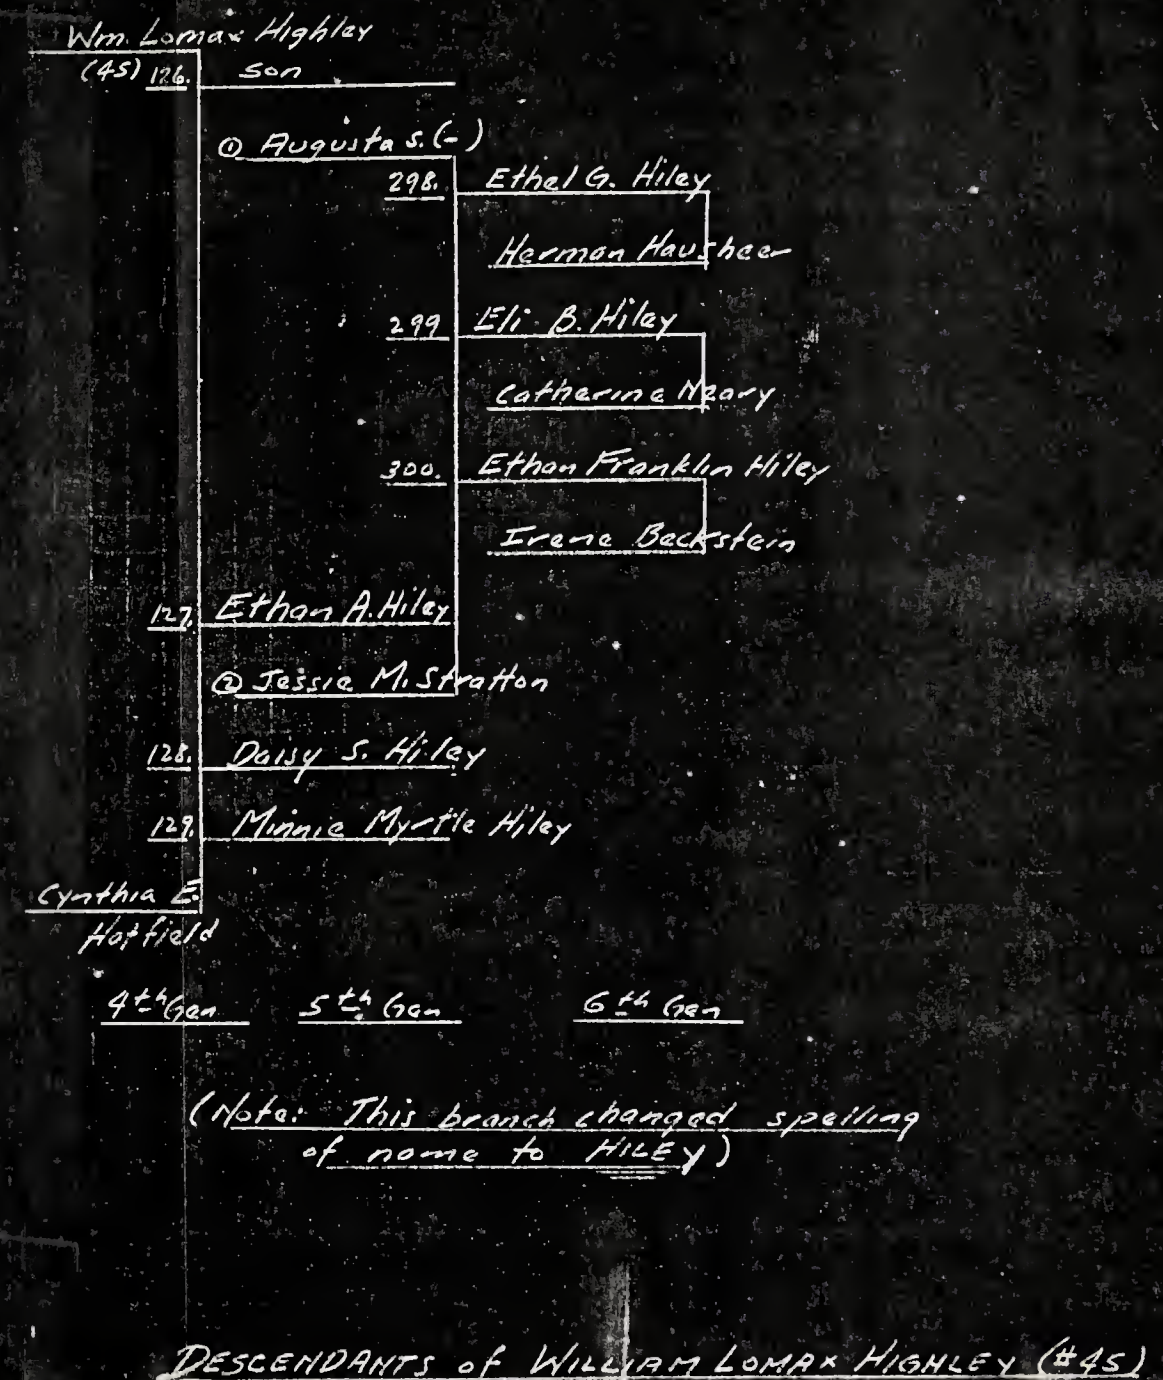 Wm. Lomax Highley
(45) 126. son
① Augusta S. (-)
298. Ethel G. Hiley
Herman Hausheer
299 Eli B. Hiley
Catherine Neary
300. Ethan Franklin Hiley
Irene Beckstein
127. Ethan A. Hiley
② Jessie M. Stratton
128. Daisy S. Hiley
129. Minnie Myrtle Hiley
Cynthia E.
Hatfield
4th Gen 5th Gen 6th Gen
(Note: This branch changed spelling
of name to HILEY)
DESCENDANTS of WILLIAM LOMAX HIGHLEY (#45)